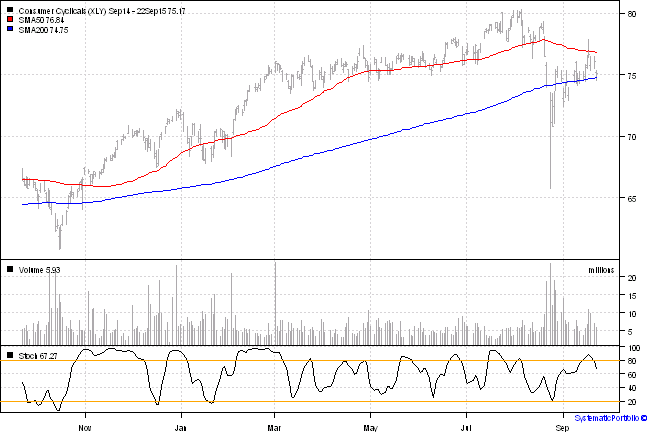 Consumer Cyclicals (XLY) Sep14 - 22Sep15 75.17
SMA50 76.84
SMA200 74.75
80
75
70
65
Volume 5.93
millions
20
15
10
5
Stoch 67.27
100
80
60
40
20
Nov
Jan
Mar
May
Jul
Sep
SystematicPortfolio ©